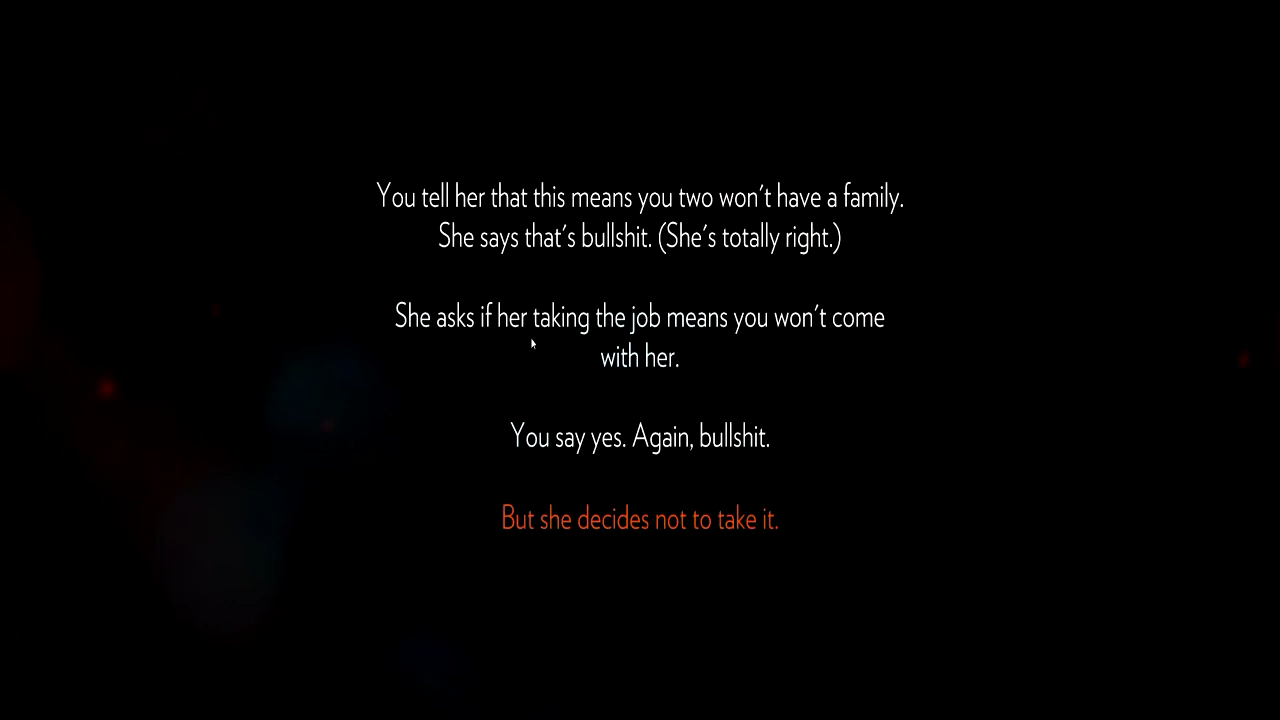 You tell her that this means you two won't have a family.
She says that's bullshit. (She's totally right.)
She asks if her taking the job means you won't come
with her.
You say yes. Again, bullshit.
But she decides not to take it.